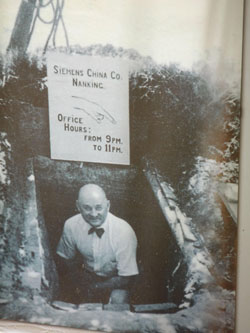 SIEMENS CHINA CO.
NANKING.
OFFICE
HOURS:
FROM 9PM.
TO 11PM.